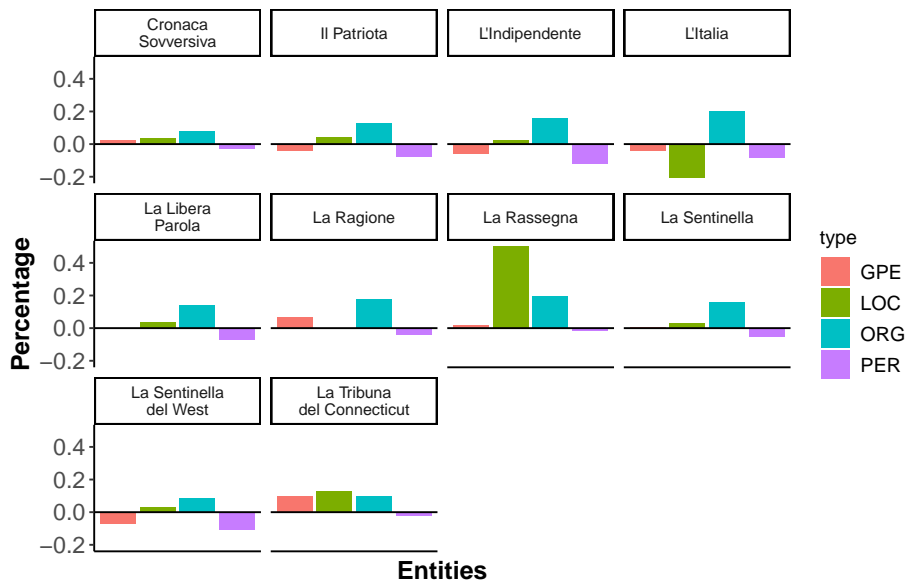 Cronaca
Sovversiva
Il Patriota
L'Indipendente
L'Italia
0.4
0.2
0.0
−0.2
La Libera
Parola
La Ragione
La Rassegna
La Sentinella
0.4
0.2
0.0
−0.2
La Sentinella
del West
La Tribuna
del Connecticut
0.4
0.2
0.0
−0.2
Percentage
Entities
type
GPE
LOC
ORG
PER